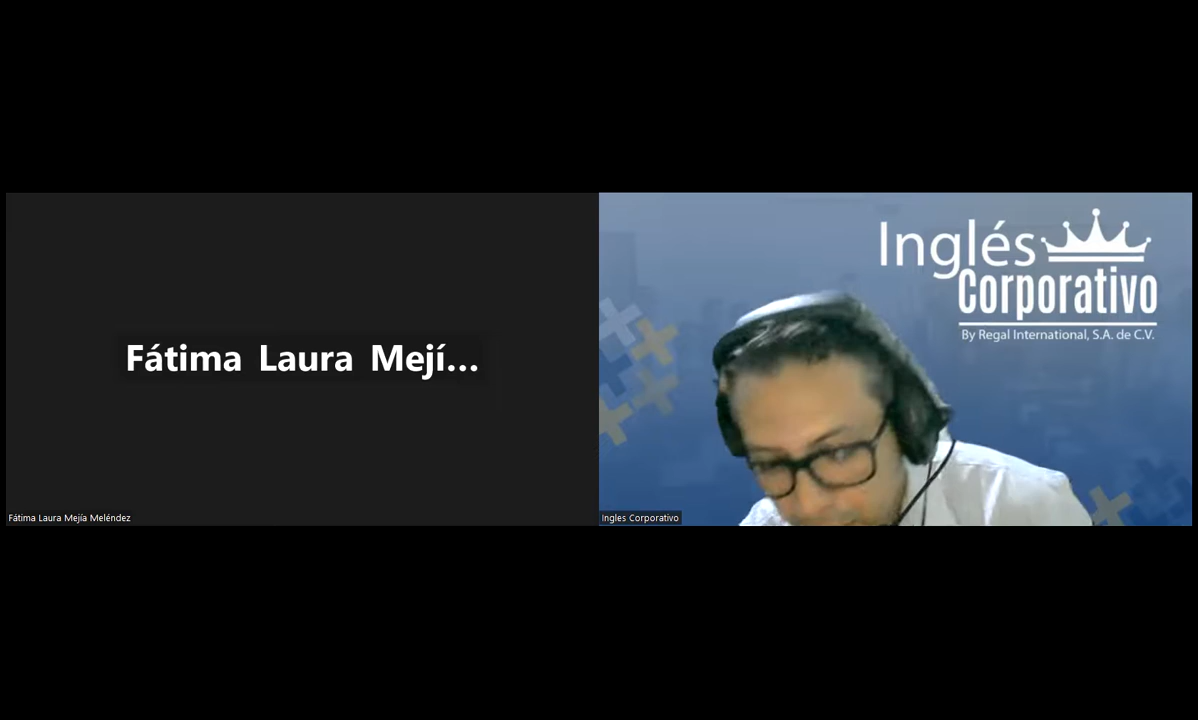 Fátima Laura Mejí...
Fátima Laura Mejía Meléndez
Inglés
Corporativo
By Regal International, S.A. de C.V.
Ingles Corporativo